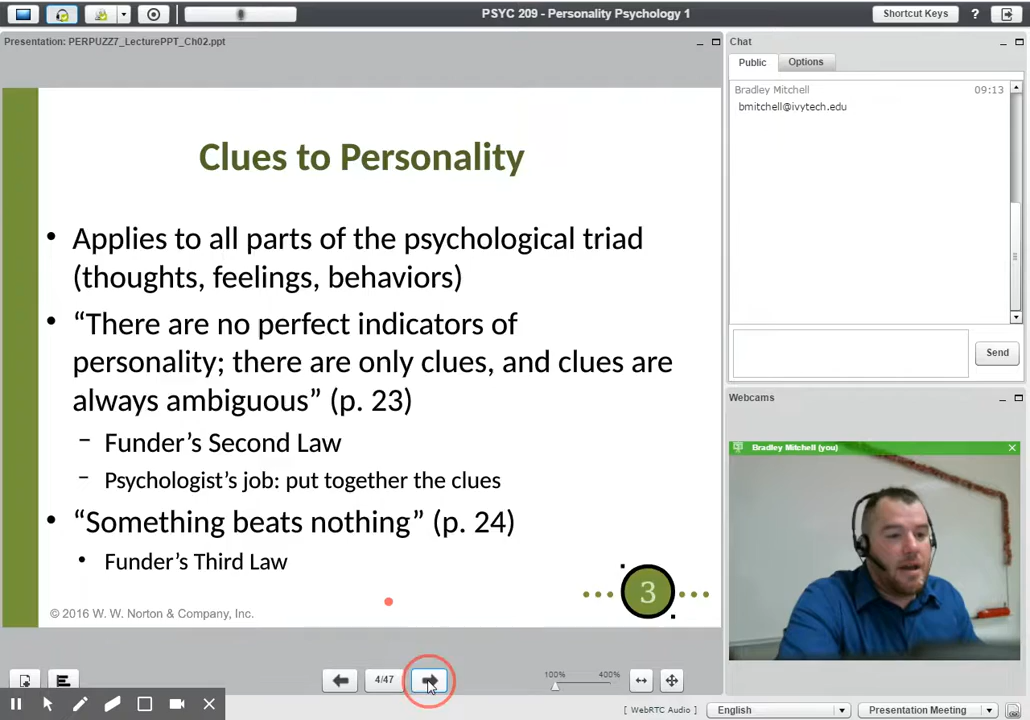 PSYC 209 - Personality Psychology 1
Shortcut Keys
?
Presentation: PERPUZZ7_LecturePPT_Ch02.ppt
Clues to Personality
• Applies to all parts of the psychological triad
(thoughts, feelings, behaviors)
• “There are no perfect indicators of
personality; there are only clues, and clues are
always ambiguous” (p. 23)
– Funder’s Second Law
– Psychologist’s job: put together the clues
• “Something beats nothing” (p. 24)
• Funder’s Third Law
3
© 2016 W. W. Norton & Company, Inc.
4/47
100% 400%
Chat
Public Options
Bradley Mitchell 09:13
bmitchell@ivytech.edu
Send
Webcams
Bradley Mitchell (you)
[ WebRTC Audio ] English Presentation Meeting